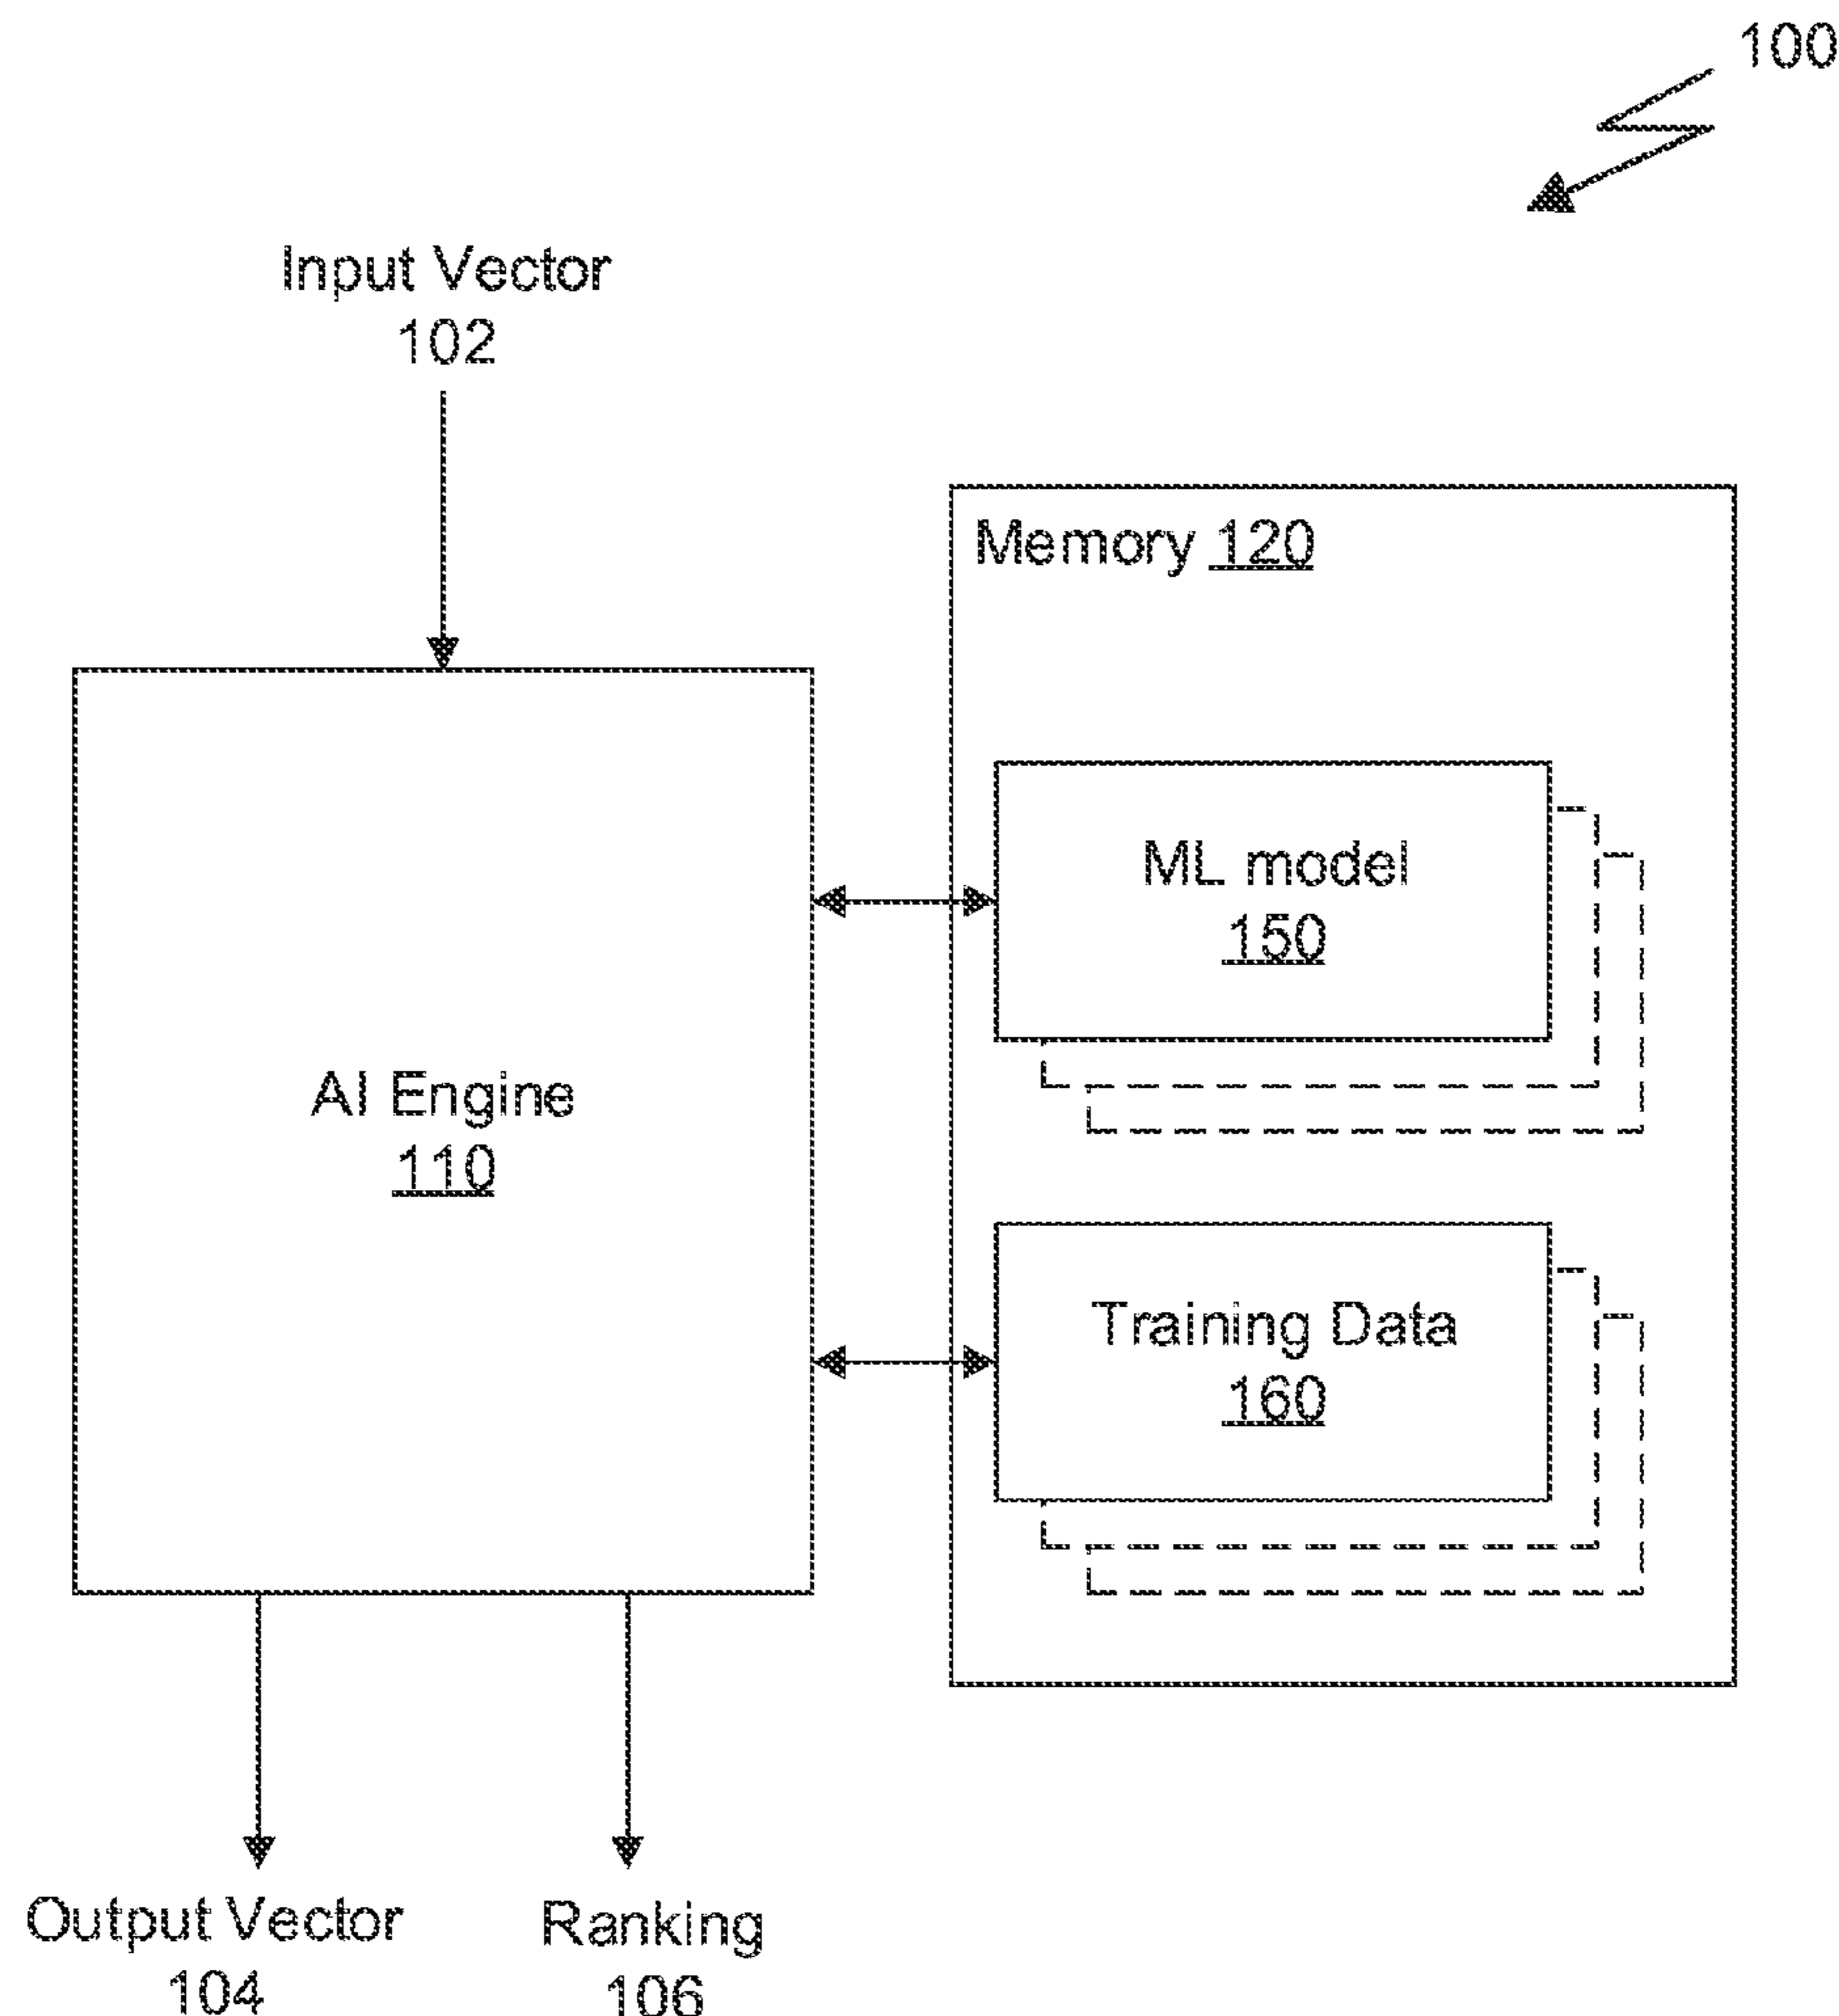 100
Input Vector
102
Memory 120
ML model
150
AI Engine
110
Training Data
160
Output Vector
104
Ranking
106